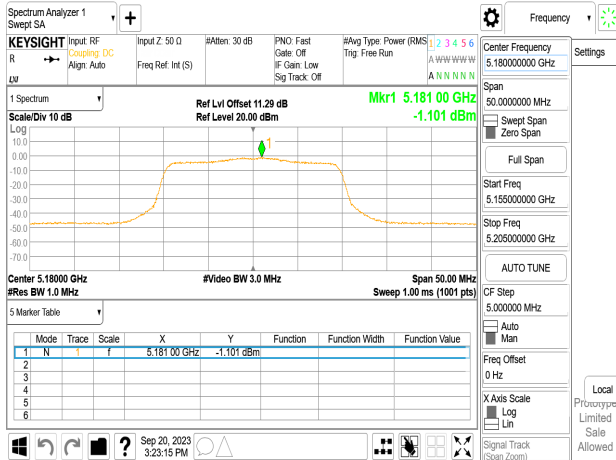 Spectrum Analyzer 1
Swept SA
Frequency
KEYSIGHT
R
Input: RF
Coupling: DC
Align: Auto
Input Z: 50 Ω
Freq Ref: Int (S)
#Atten: 30 dB
PNO: Fast
Gate: Off
IF Gain: Low
Sig Track: Off
#Avg Type: Power (RMS
Trig: Free Run
1 2 3 4 5 6
A W W W W W
A N N N N N
1 Spectrum
Scale/Div 10 dB
Ref Lvl Offset 11.29 dB
Ref Level 20.00 dBm
Mkr1 5.181 00 GHz
-1.101 dBm
Log
1
10.0
0.00
-10.0
-20.0
-30.0
-40.0
-50.0
-60.0
-70.0
Center 5.18000 GHz
#Video BW 3.0 MHz
Span 50.00 MHz
#Res BW 1.0 MHz
Sweep 1.00 ms (1001 pts)
5 Marker Table
Mode Trace Scale X Y Function Function Width Function Value
1 N 1 f 5.181 00 GHz -1.101 dBm
2
3
4
5
6
Sep 20, 2023
3:23:15 PM
Center Frequency
5.180000000 GHz
Settings
Span
50.0000000 MHz
Swept Span
Zero Span
Full Span
Start Freq
5.155000000 GHz
Stop Freq
5.205000000 GHz
AUTO TUNE
CF Step
5.000000 MHz
Auto
Man
Freq Offset
0 Hz
X Axis Scale
Log
Lin
Signal Track
(Span Zoom)
Local
Prototype
Limited
Sale
Allowed